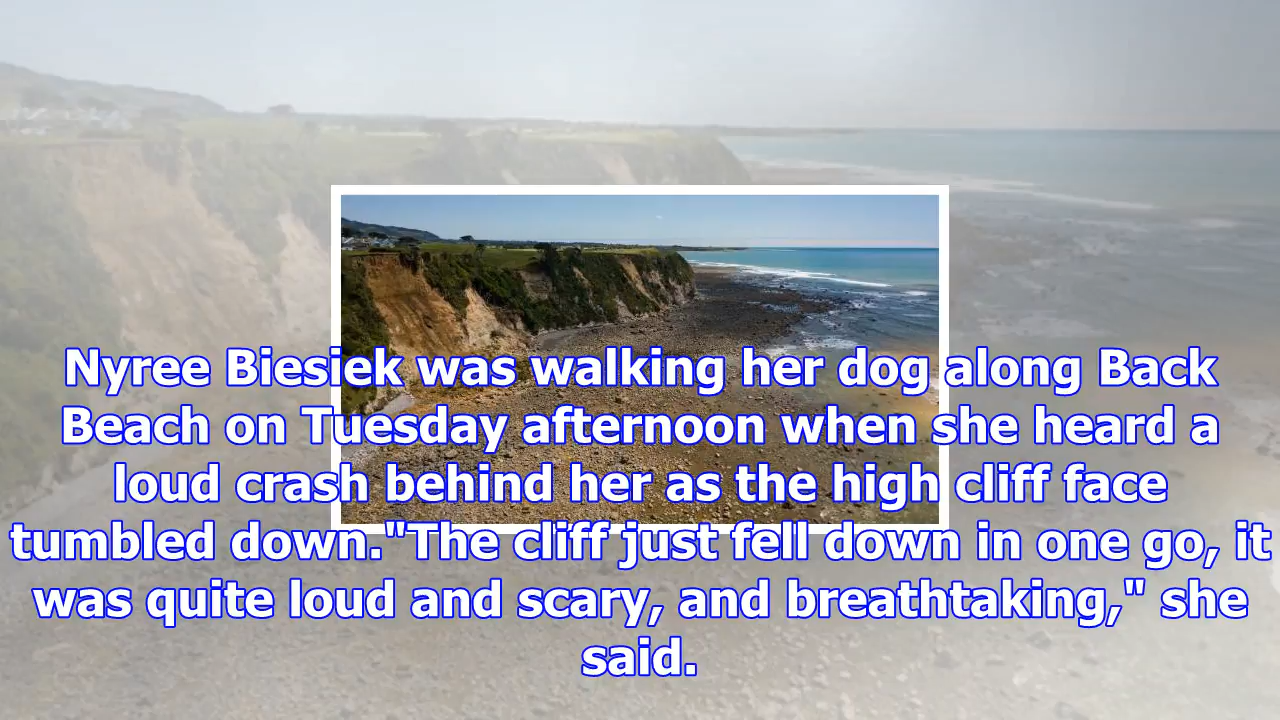 Nyree Biesiek was walking her dog along Back
Beach on Tuesday afternoon when she heard a
loud crash behind her as the high cliff face
tumbled down."The cliff just fell down in one go, it
was quite loud and scary, and breathtaking," she
said.